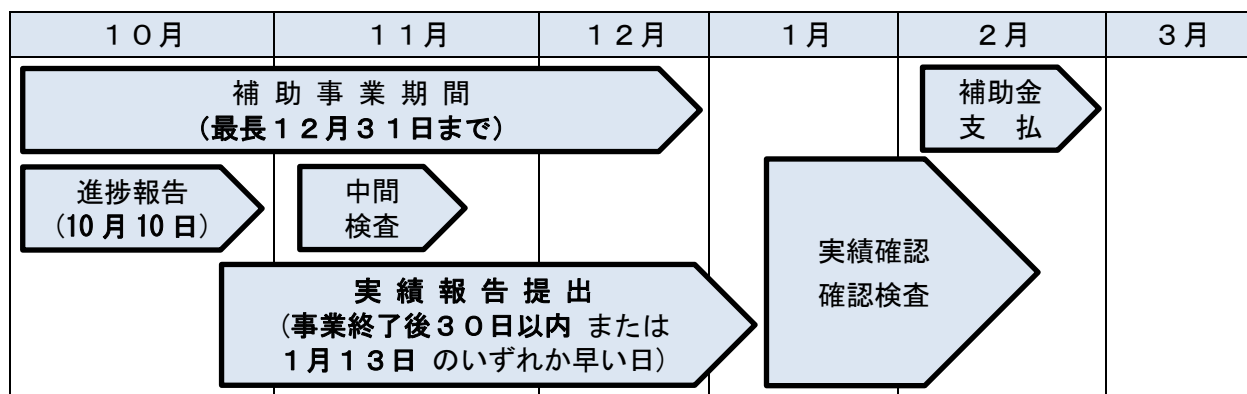 １０月 １１月 １２月 １月 ２月 ３月
補 助 事 業 期 間
（最長１２月３１日まで）
補助金
支　払
進捗報告
（10 月 10 日）
中間
検査
実 績 報 告 提 出
（事業終了後３０日以内 または
１月１３日 のいずれか早い日）
実績確認
確認検査